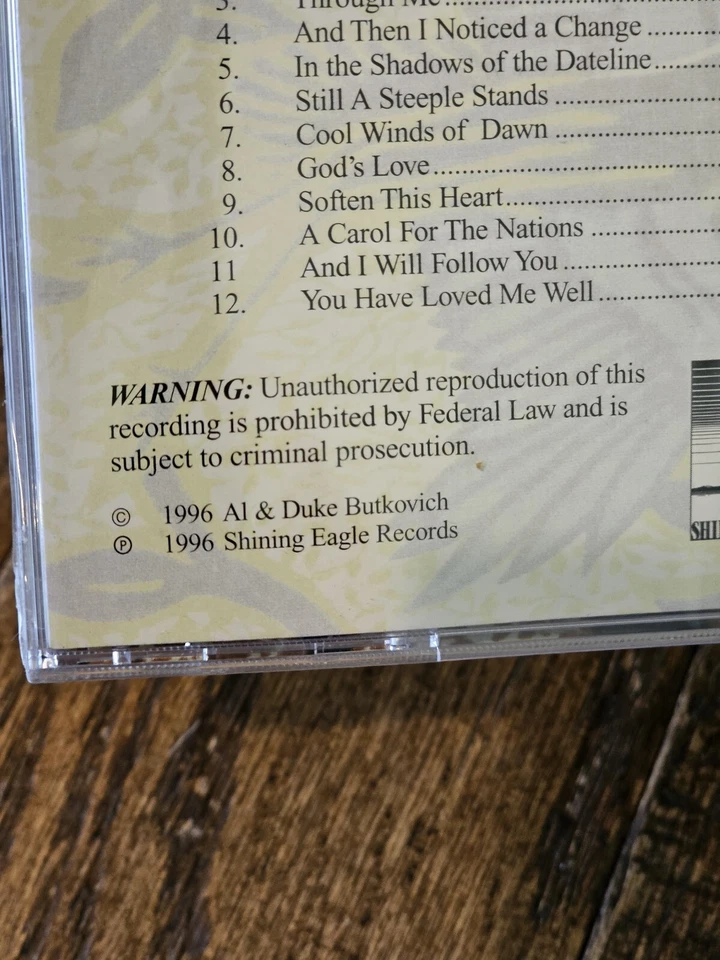 3. Through Me
4. And Then I Noticed a Change
5. In the Shadows of the Dateline
6. Still A Steeple Stands
7. Cool Winds of Dawn
8. God's Love
9. Soften This Heart
10. A Carol For The Nations
11 And I Will Follow You
12. You Have Loved Me Well
WARNING: Unauthorized reproduction of this
recording is prohibited by Federal Law and is
subject to criminal prosecution.
© 1996 Al & Duke Butkovich
℗ 1996 Shining Eagle Records